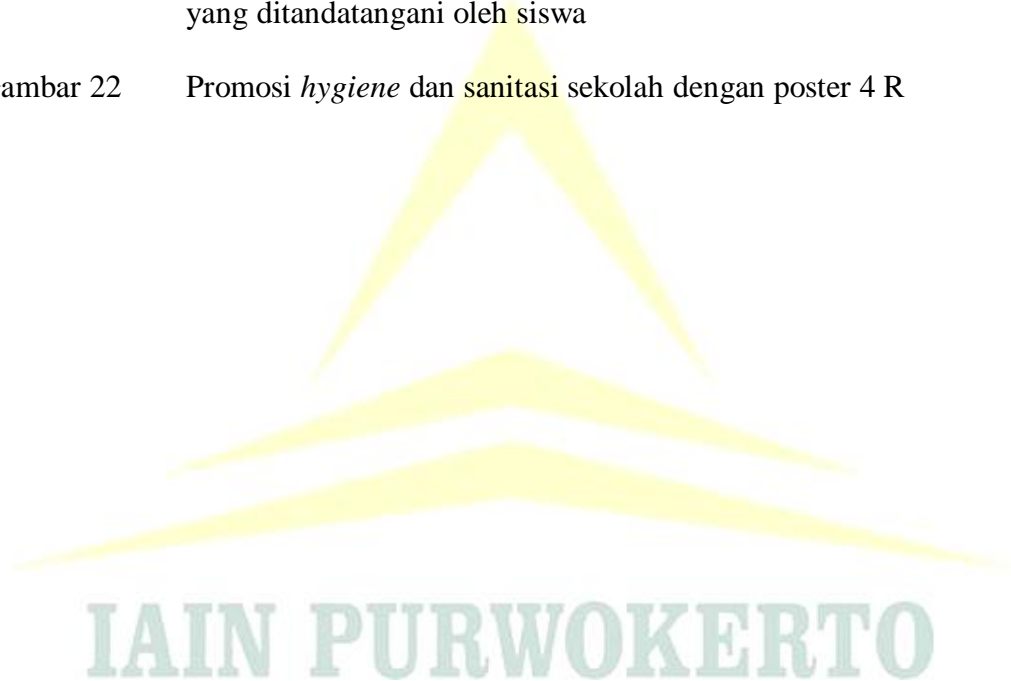 yang ditandatangani oleh siswa
ambar 22 Promosi hygiene dan sanitasi sekolah dengan poster 4 R
IAIN PURWOKERTO